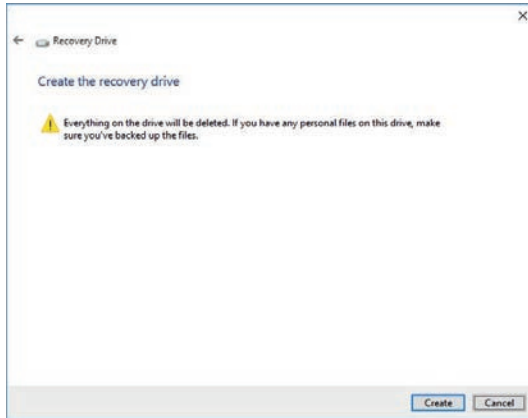 Recovery Drive
Create the recovery drive
Everything on the drive will be deleted. If you have any personal files on this drive, make
sure you've backed up the files.
Create Cancel